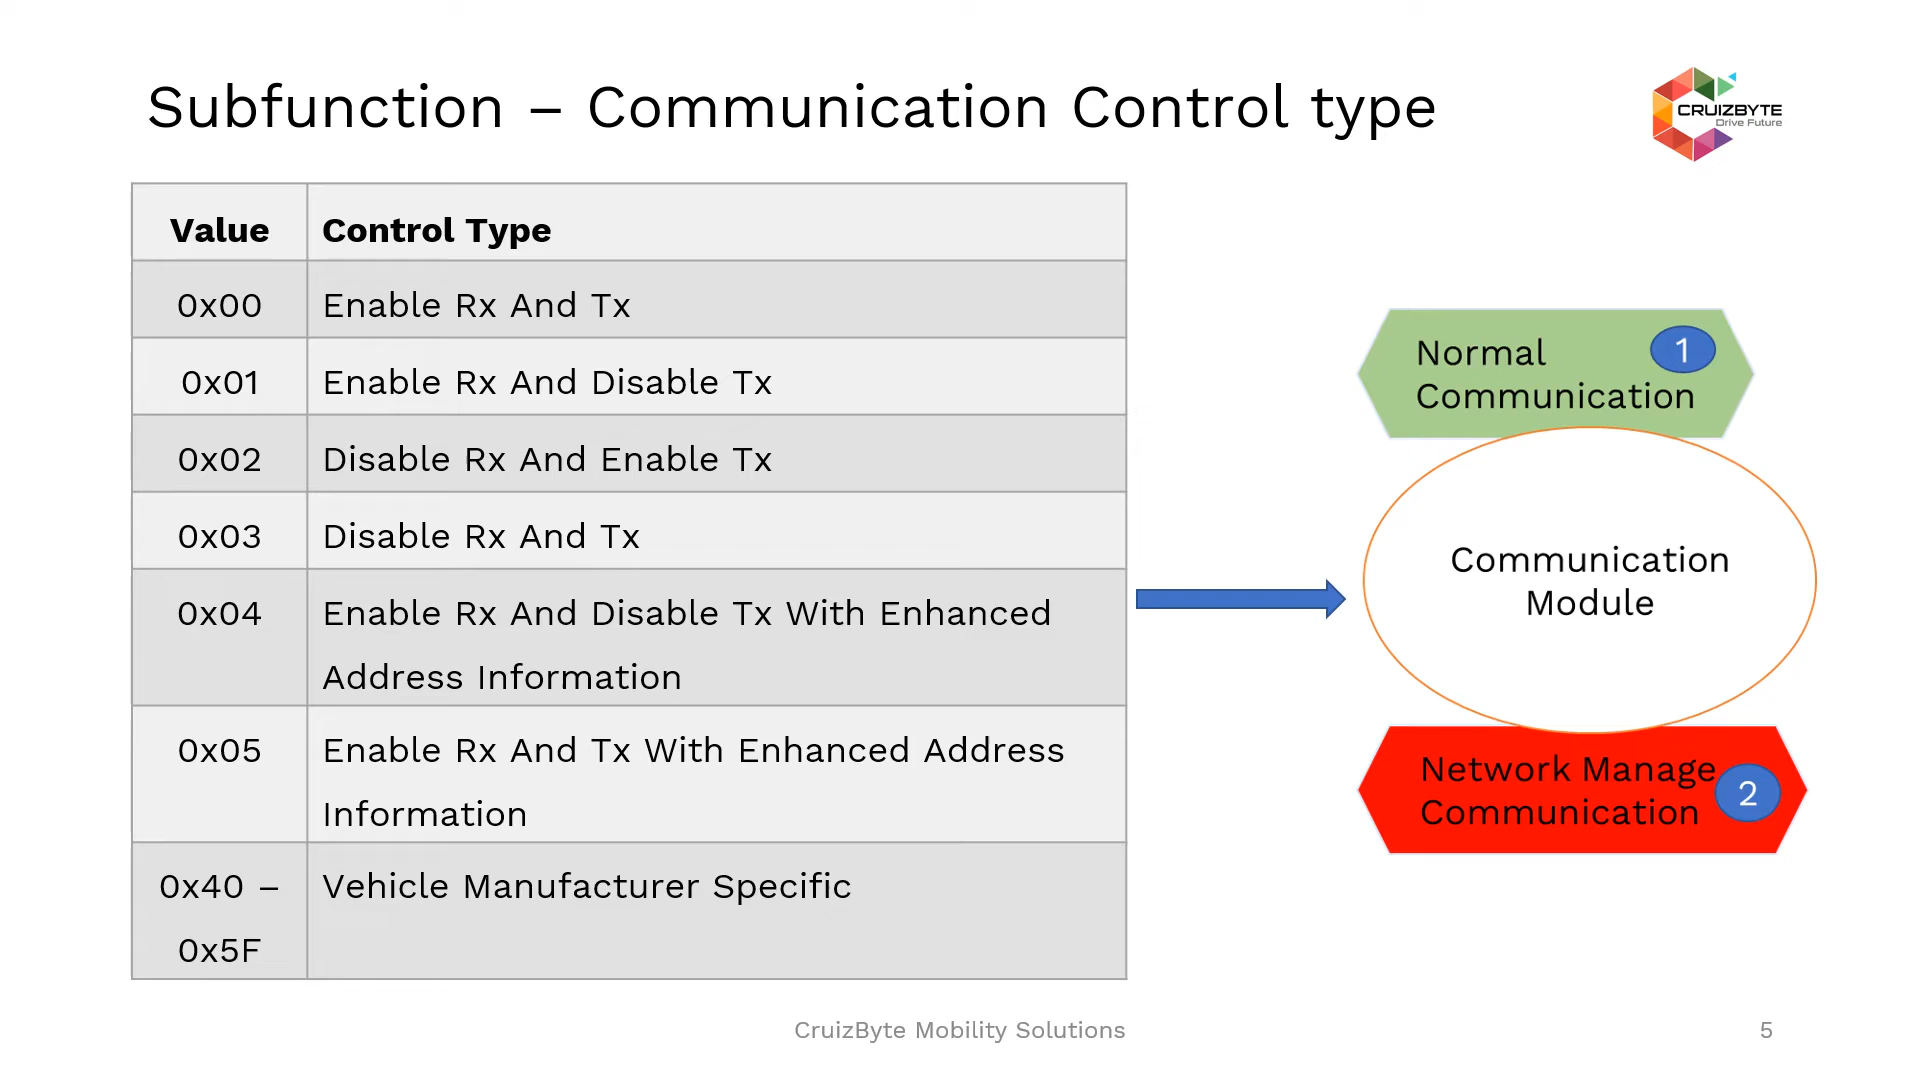 Subfunction – Communication Control type
CRUIZBYTE
Drive Future
Value Control Type
0x00 Enable Rx And Tx
0x01 Enable Rx And Disable Tx
0x02 Disable Rx And Enable Tx
0x03 Disable Rx And Tx
0x04 Enable Rx And Disable Tx With Enhanced
Address Information
0x05 Enable Rx And Tx With Enhanced Address
Information
0x40 – Vehicle Manufacturer Specific
0x5F
Normal 1
Communication
Communication
Module
Network Manage
Communication 2
CruizByte Mobility Solutions
5